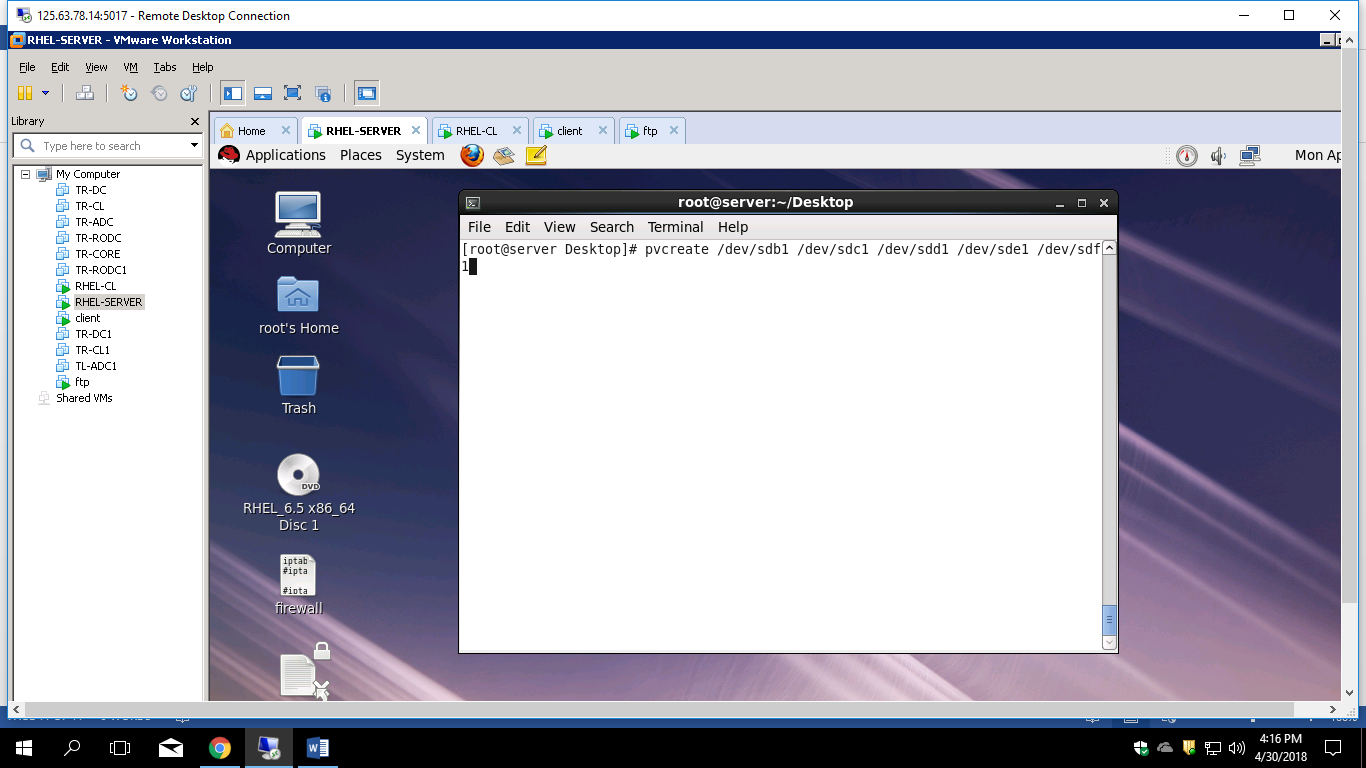 125.63.78.14:5017 - Remote Desktop Connection
RHEL-SERVER - VMware Workstation
File Edit View VM Tabs Help
Library
Type here to search
My Computer
TR-DC
TR-CL
TR-ADC
TR-RODC
TR-CORE
TR-RODC1
RHEL-CL
RHEL-SERVER
client
TR-DC1
TR-CL1
TL-ADC1
ftp
Shared VMs
Home RHEL-SERVER RHEL-CL client ftp
Applications Places System Mon Ap
Computer
root's Home
Trash
DVD
RHEL_6.5 x86_64
Disc 1
iptab
#ipta
#ipta
firewall
root@server:~/Desktop
File Edit View Search Terminal Help
[root@server Desktop]# pvcreate /dev/sdb1 /dev/sdc1 /dev/sdd1 /dev/sde1 /dev/sdf
1
4:16 PM
4/30/2018